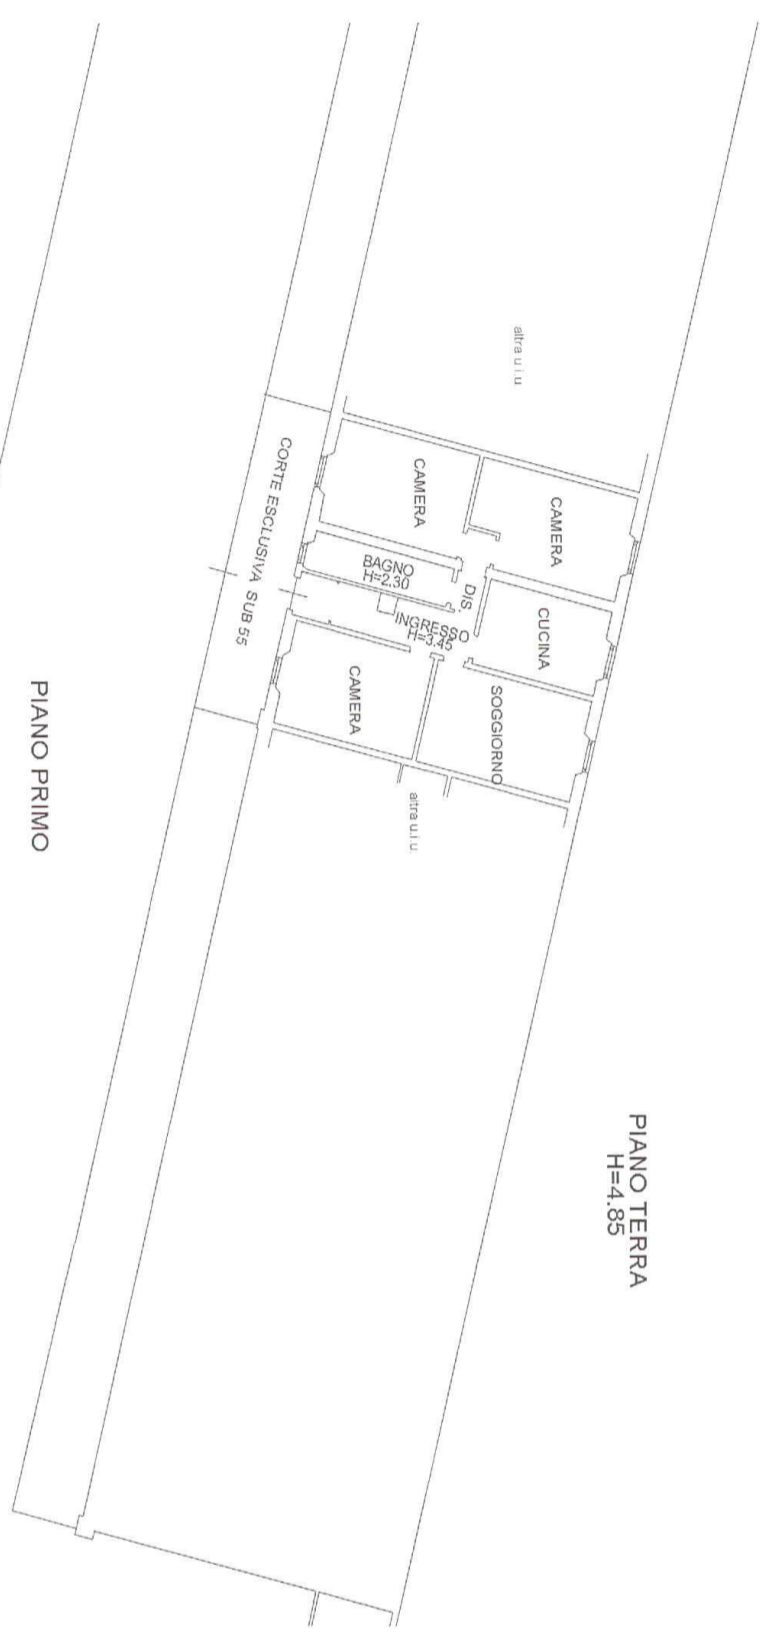 altra u.i.u
CAMERA
CAMERA
CORTE ESCLUSIVA SUB 55
BAGNO
H=2.30
DIS.
INGRESSO
H=3.45
CUCINA
CAMERA
SOGGIORNO
altra u.i.u.
PIANO PRIMO
PIANO TERRA
H=4.85